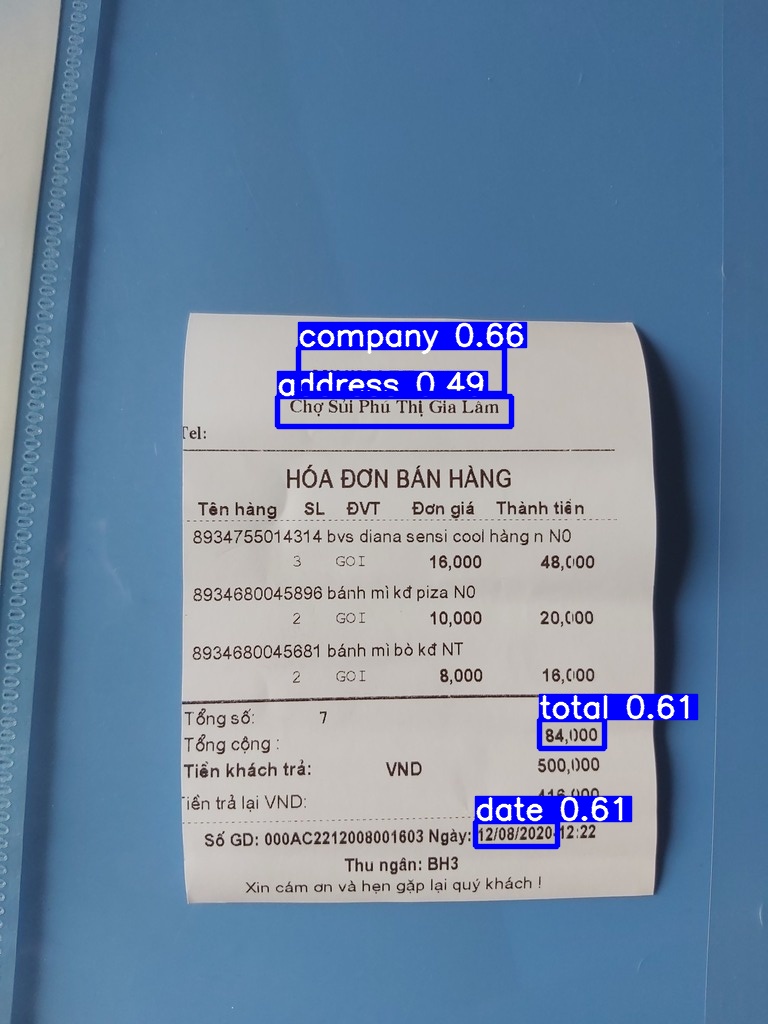 company 0.66
address 0.49
Chợ Sủi Phú Thị Gia Lâm
Tel:
HÓA ĐƠN BÁN HÀNG
Tên hàng SL ĐVT Đơn giá Thành tiền
8934755014314 bvs diana sensi cool hàng n N0
3 GOI 16,000 48,000
8934680045896 bánh mì kđ piza N0
2 GOI 10,000 20,000
8934680045681 bánh mì bò kđ NT
2 GOI 8,000 16,000
total 0.61
Tổng số: 7
Tổng cộng : 84,000
Tiền khách trả: VND 500,000
Tiền trả lại VND: 416,000
date 0.61
Số GD: 000AC2212008001603 Ngày: 12/08/2020 12:22
Thu ngân: BH3
Xin cám ơn và hẹn gặp lại quý khách !